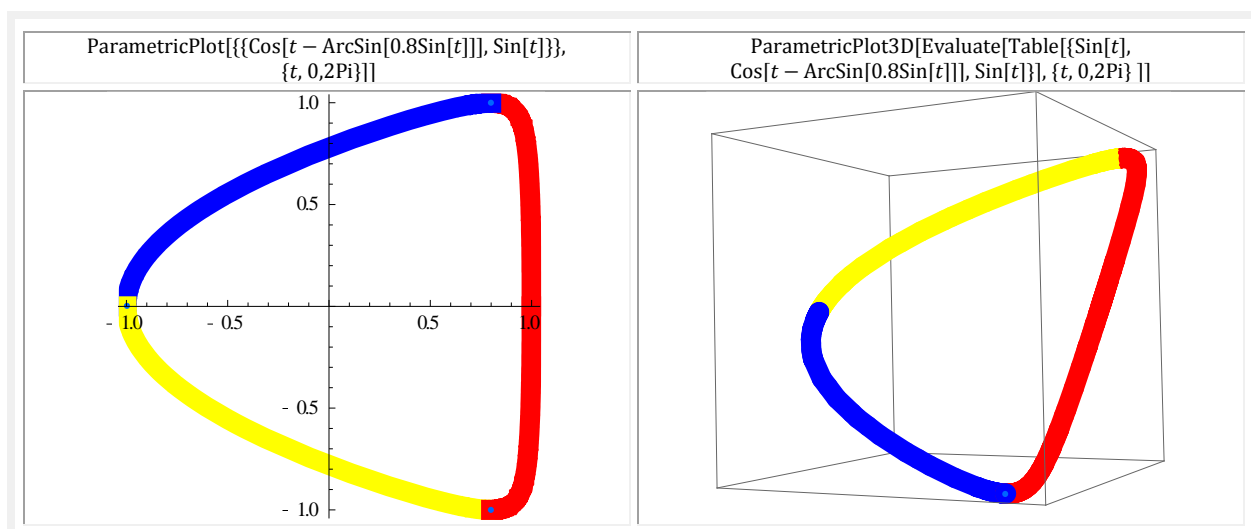 ParametricPlot[{{Cos[t − ArcSin[0.8Sin[t]]], Sin[t]}},
{t, 0,2Pi}]]
ParametricPlot3D[Evaluate[Table[{Sin[t],
Cos[t − ArcSin[0.8Sin[t]]], Sin[t]}], {t, 0,2Pi} ]]
1.0
0.5
- 1.0
- 0.5
0.5
1.0
- 0.5
- 1.0